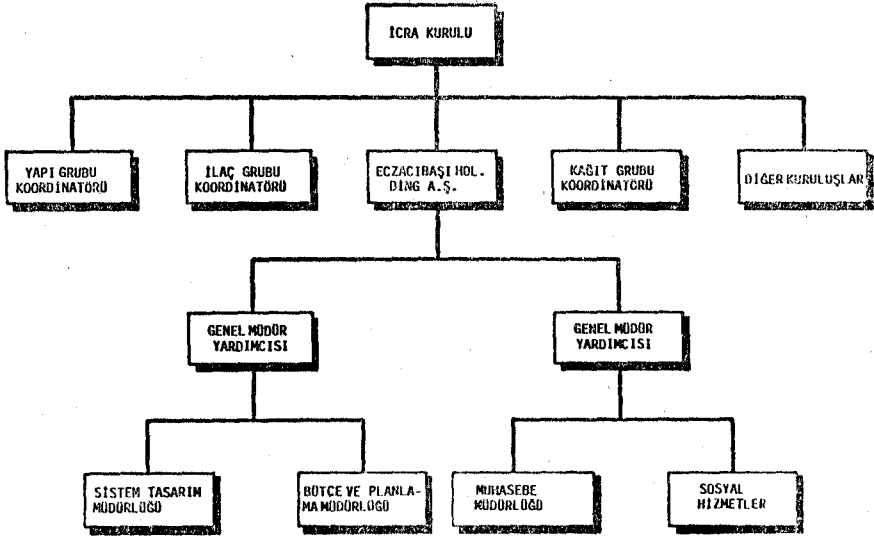 İCRA KURULU
YAPI GRUBU
KOORDİNATÖRÜ
İLAÇ GRUBU
KOORDİNATÖRÜ
ECZACIBAŞI HOL.
DING A.Ş.
KAĞIT GRUBU
KOORDİNATÖRÜ
DİĞER KURULUŞLAR
GENEL MÜDÜR
YARDIMCISI
GENEL MÜDÜR
YARDIMCISI
SİSTEM TASARIM
MÜDÜRLÜĞÜ
BÜTÇE VE PLANLA-
MA MÜDÜRLÜĞÜ
MUHASEBE
MÜDÜRLÜĞÜ
SOSYAL
HİZMETLER